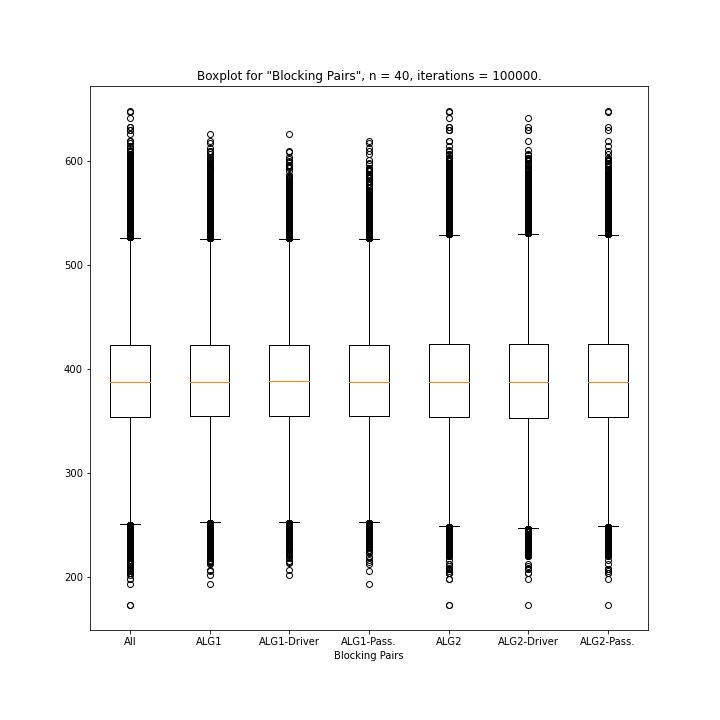 Boxplot for "Blocking Pairs", n = 40, iterations = 100000.
600
500
400
300
200
All ALG1 ALG1-Driver ALG1-Pass. ALG2 ALG2-Driver ALG2-Pass.
Blocking Pairs